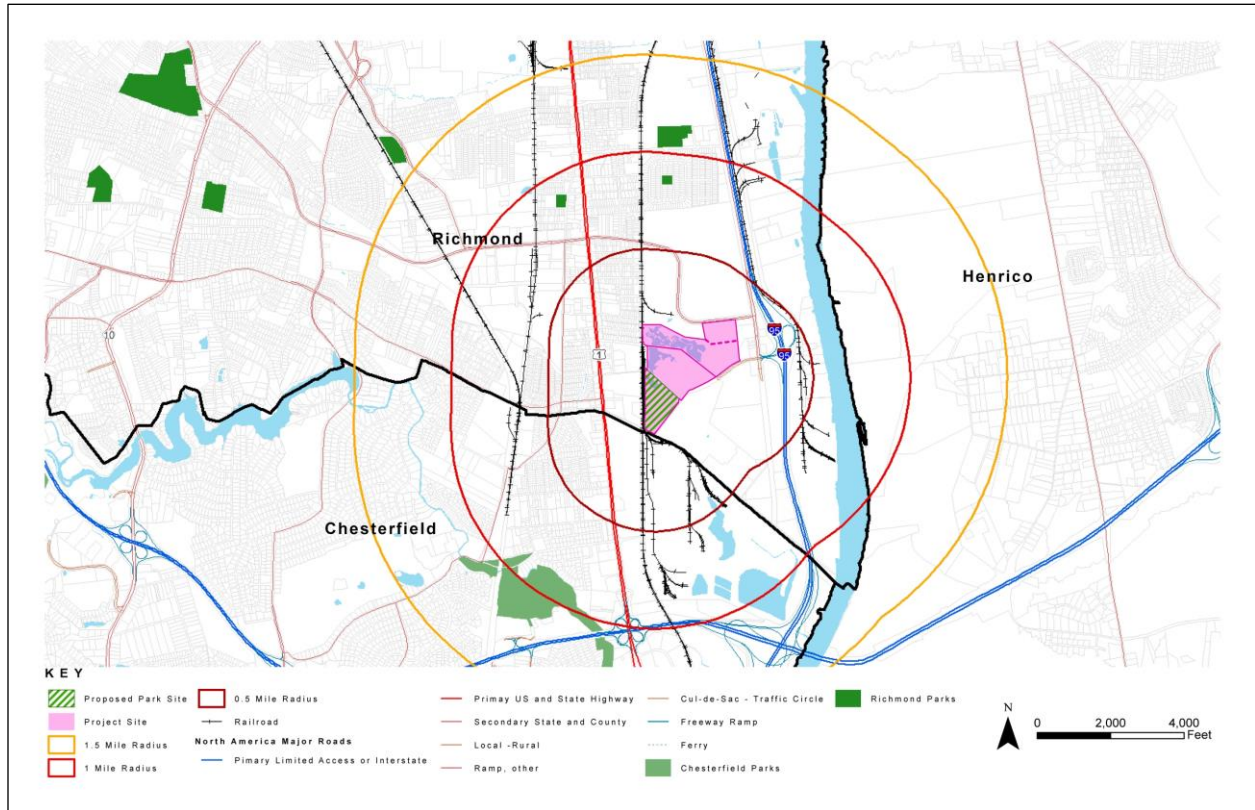 Richmond
Henrico
10
95
1
95
Chesterfield
KEY
Proposed Park Site
Project Site
1.5 Mile Radius
1 Mile Radius
0.5 Mile Radius
Railroad
North America Major Roads
Pimary Limited Access or Interstate
Primay US and State Highway
Secondary State and County
Local -Rural
Ramp, other
Cul-de-Sac - Traffic Circle
Freeway Ramp
Ferry
Chesterfield Parks
Richmond Parks
N
0 2,000 4,000
Feet